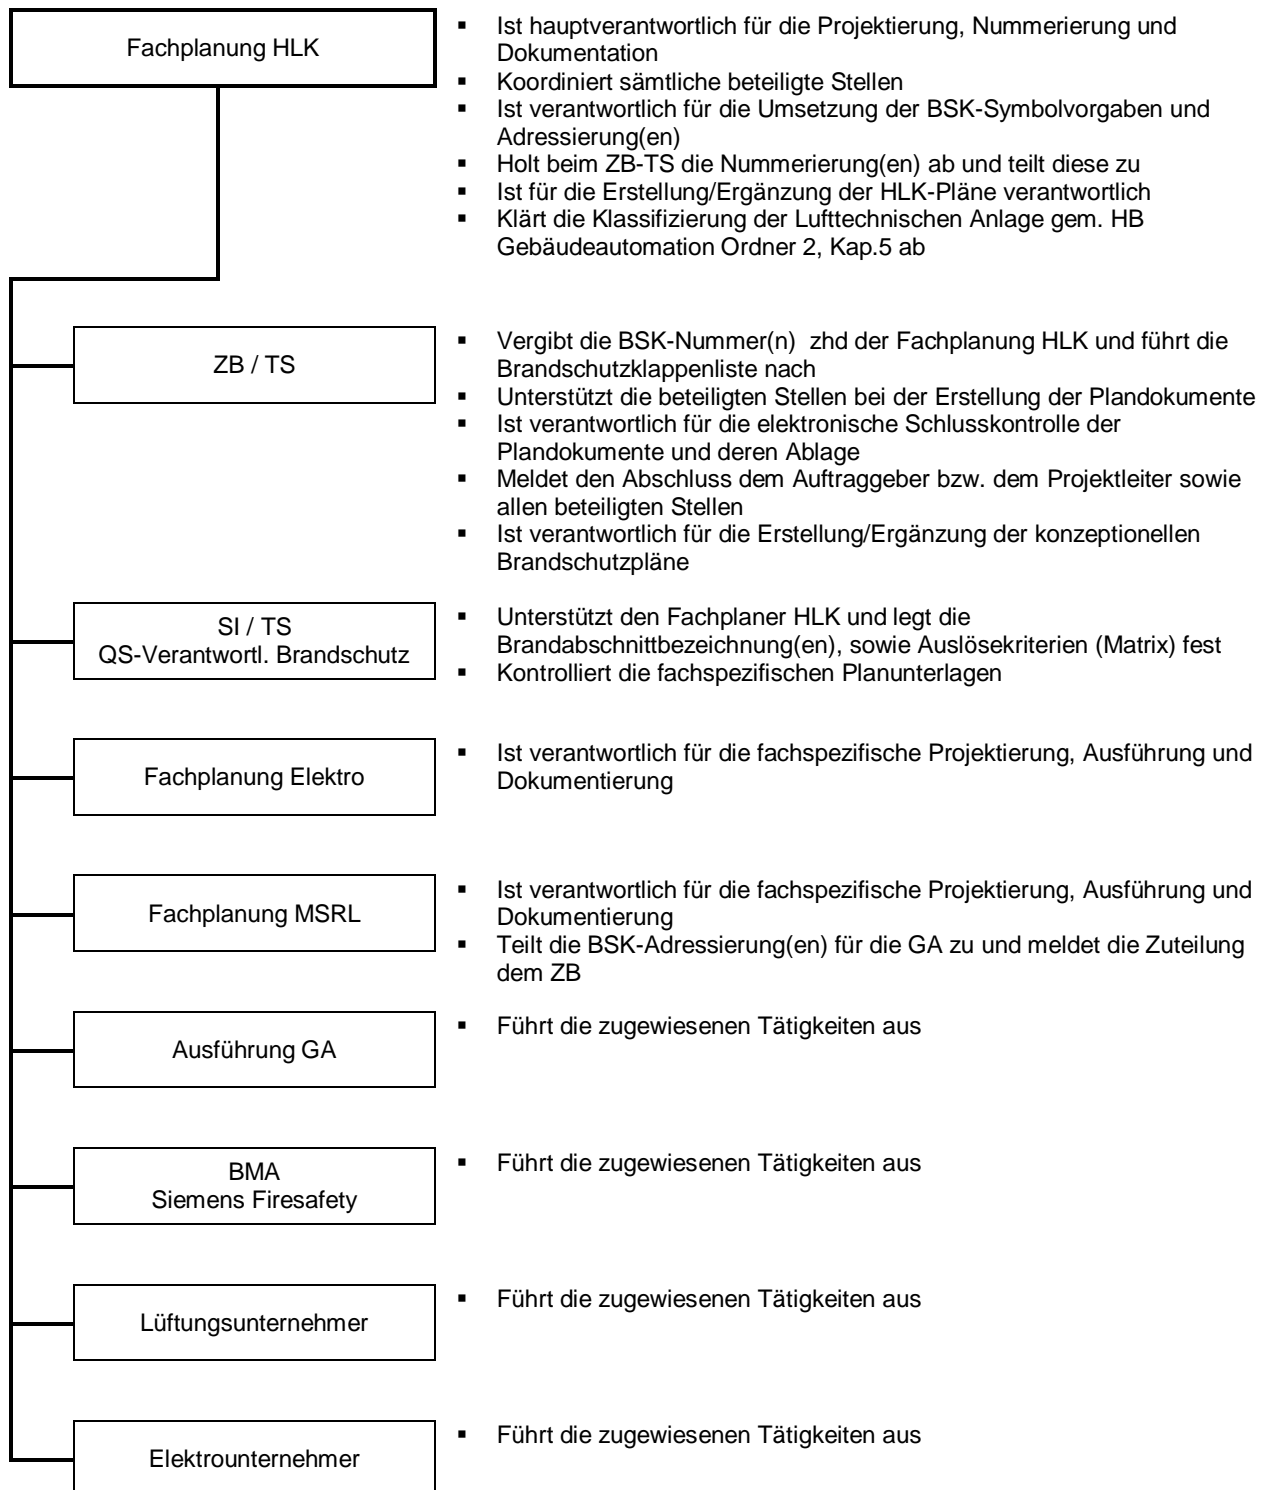 Fachplanung HLK
▪ Ist hauptverantwortlich für die Projektierung, Nummerierung und
Dokumentation
▪ Koordiniert sämtliche beteiligte Stellen
▪ Ist verantwortlich für die Umsetzung der BSK-Symbolvorgaben und
Adressierung(en)
▪ Holt beim ZB-TS die Nummerierung(en) ab und teilt diese zu
▪ Ist für die Erstellung/Ergänzung der HLK-Pläne verantwortlich
▪ Klärt die Klassifizierung der Lufttechnischen Anlage gem. HB
Gebäudeautomation Ordner 2, Kap.5 ab
ZB / TS
▪ Vergibt die BSK-Nummer(n)  zhd der Fachplanung HLK und führt die
Brandschutzklappenliste nach
▪ Unterstützt die beteiligten Stellen bei der Erstellung der Plandokumente
▪ Ist verantwortlich für die elektronische Schlusskontrolle der
Plandokumente und deren Ablage
▪ Meldet den Abschluss dem Auftraggeber bzw. dem Projektleiter sowie
allen beteiligten Stellen
▪ Ist verantwortlich für die Erstellung/Ergänzung der konzeptionellen
Brandschutzpläne
SI / TS
QS-Verantwortl. Brandschutz
▪ Unterstützt den Fachplaner HLK und legt die
Brandabschnittbezeichnung(en), sowie Auslösekriterien (Matrix) fest
▪ Kontrolliert die fachspezifischen Planunterlagen
Fachplanung Elektro
▪ Ist verantwortlich für die fachspezifische Projektierung, Ausführung und
Dokumentierung
Fachplanung MSRL
▪ Ist verantwortlich für die fachspezifische Projektierung, Ausführung und
Dokumentierung
▪ Teilt die BSK-Adressierung(en) für die GA zu und meldet die Zuteilung
dem ZB
Ausführung GA
▪ Führt die zugewiesenen Tätigkeiten aus
BMA
Siemens Firesafety
▪ Führt die zugewiesenen Tätigkeiten aus
Lüftungsunternehmer
▪ Führt die zugewiesenen Tätigkeiten aus
Elektrounternehmer
▪ Führt die zugewiesenen Tätigkeiten aus